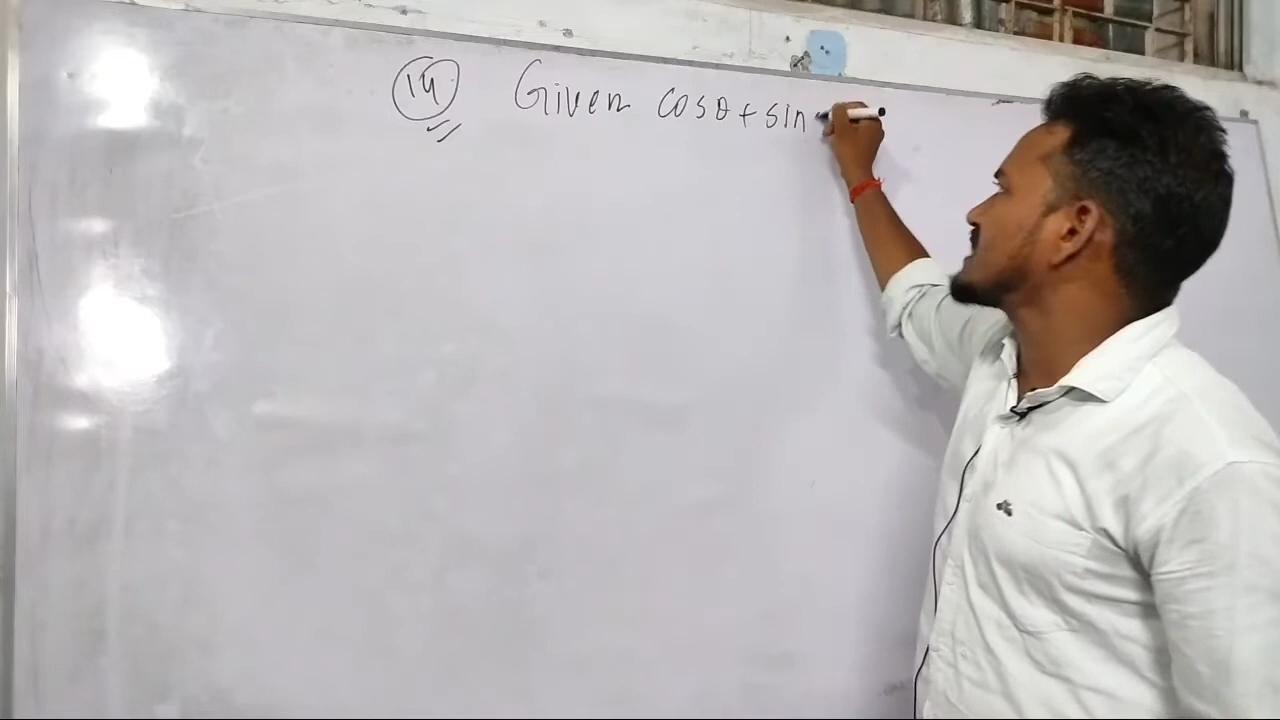 14 Given cosθ + sin